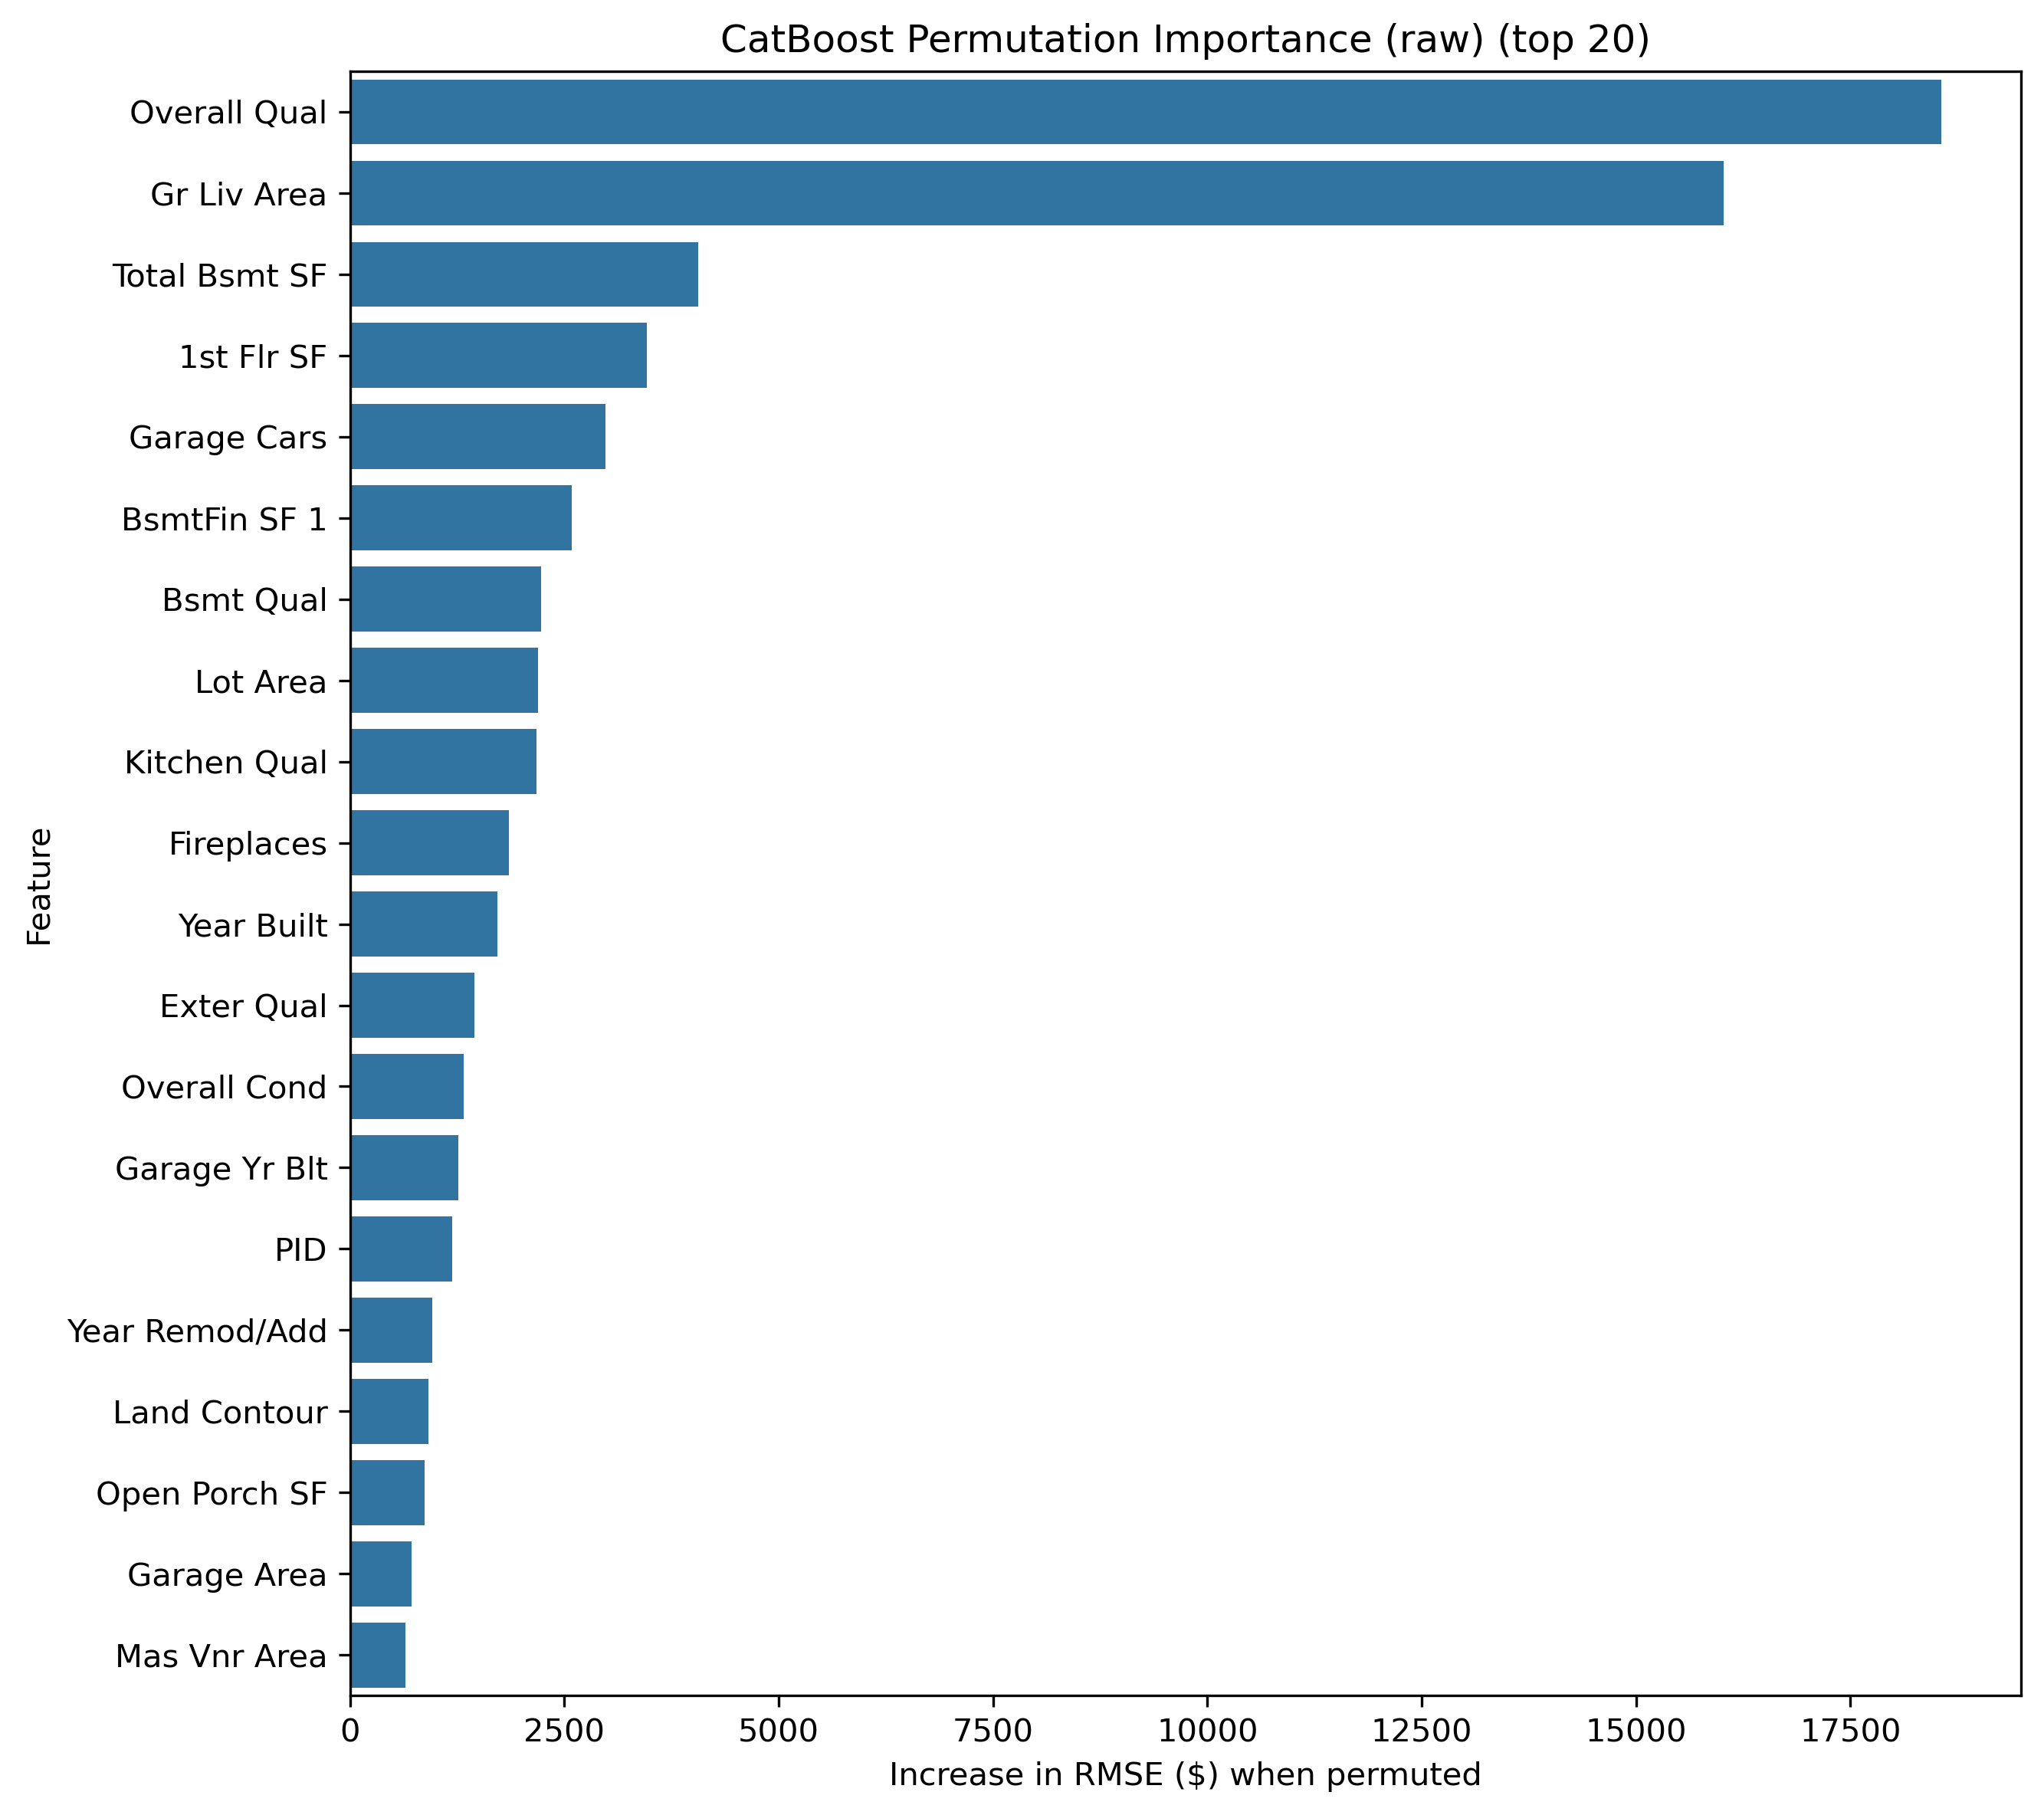 CatBoost Permutation Importance (raw) (top 20)
Overall Qual
Gr Liv Area
Total Bsmt SF
1st Flr SF
Garage Cars
BsmtFin SF 1
Bsmt Qual
Lot Area
Kitchen Qual
Fireplaces
Year Built
Exter Qual
Overall Cond
Garage Yr Blt
PID
Year Remod/Add
Land Contour
Open Porch SF
Garage Area
Mas Vnr Area
Feature
0 2500 5000 7500 10000 12500 15000 17500
Increase in RMSE ($) when permuted